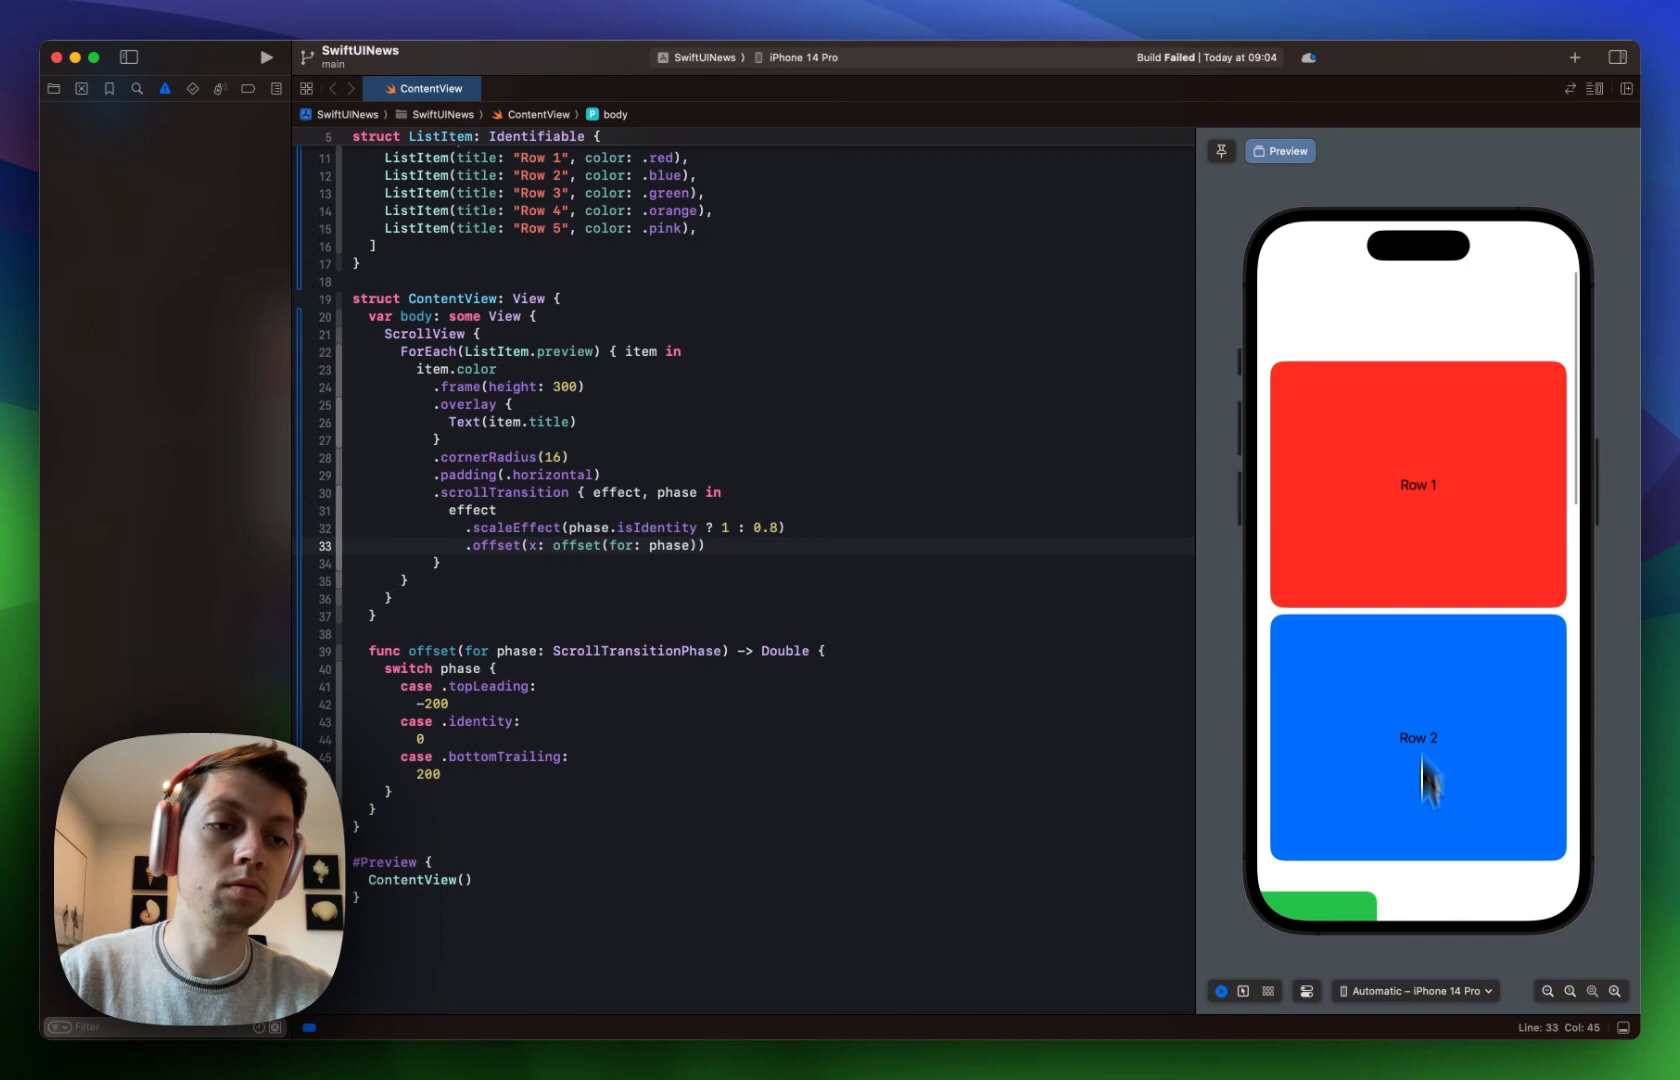 SwiftUINews
main
SwiftUINews 〉 iPhone 14 Pro
Build Failed | Today at 09:04
ContentView
SwiftUINews 〉 SwiftUINews 〉 ContentView 〉 P body
5 struct ListItem: Identifiable {
11 ListItem(title: "Row 1", color: .red),
12 ListItem(title: "Row 2", color: .blue),
13 ListItem(title: "Row 3", color: .green),
14 ListItem(title: "Row 4", color: .orange),
15 ListItem(title: "Row 5", color: .pink),
16 ]
17 }
18
19 struct ContentView: View {
20 var body: some View {
21 ScrollView {
22 ForEach(ListItem.preview) { item in
23 item.color
24 .frame(height: 300)
25 .overlay {
26 Text(item.title)
27 }
28 .cornerRadius(16)
29 .padding(.horizontal)
30 .scrollTransition { effect, phase in
31 effect
32 .scaleEffect(phase.isIdentity ? 1 : 0.8)
33 .offset(x: offset(for: phase))
34 }
35 }
36 }
37 }
38
39 func offset(for phase: ScrollTransitionPhase) -> Double {
40 switch phase {
41 case .topLeading:
42 -200
43 case .identity:
44 0
45 case .bottomTrailing:
200
}
}
}
#Preview {
ContentView()
}
Preview
Row 1
Row 2
Automatic – iPhone 14 Pro
Filter
Line: 33 Col: 45